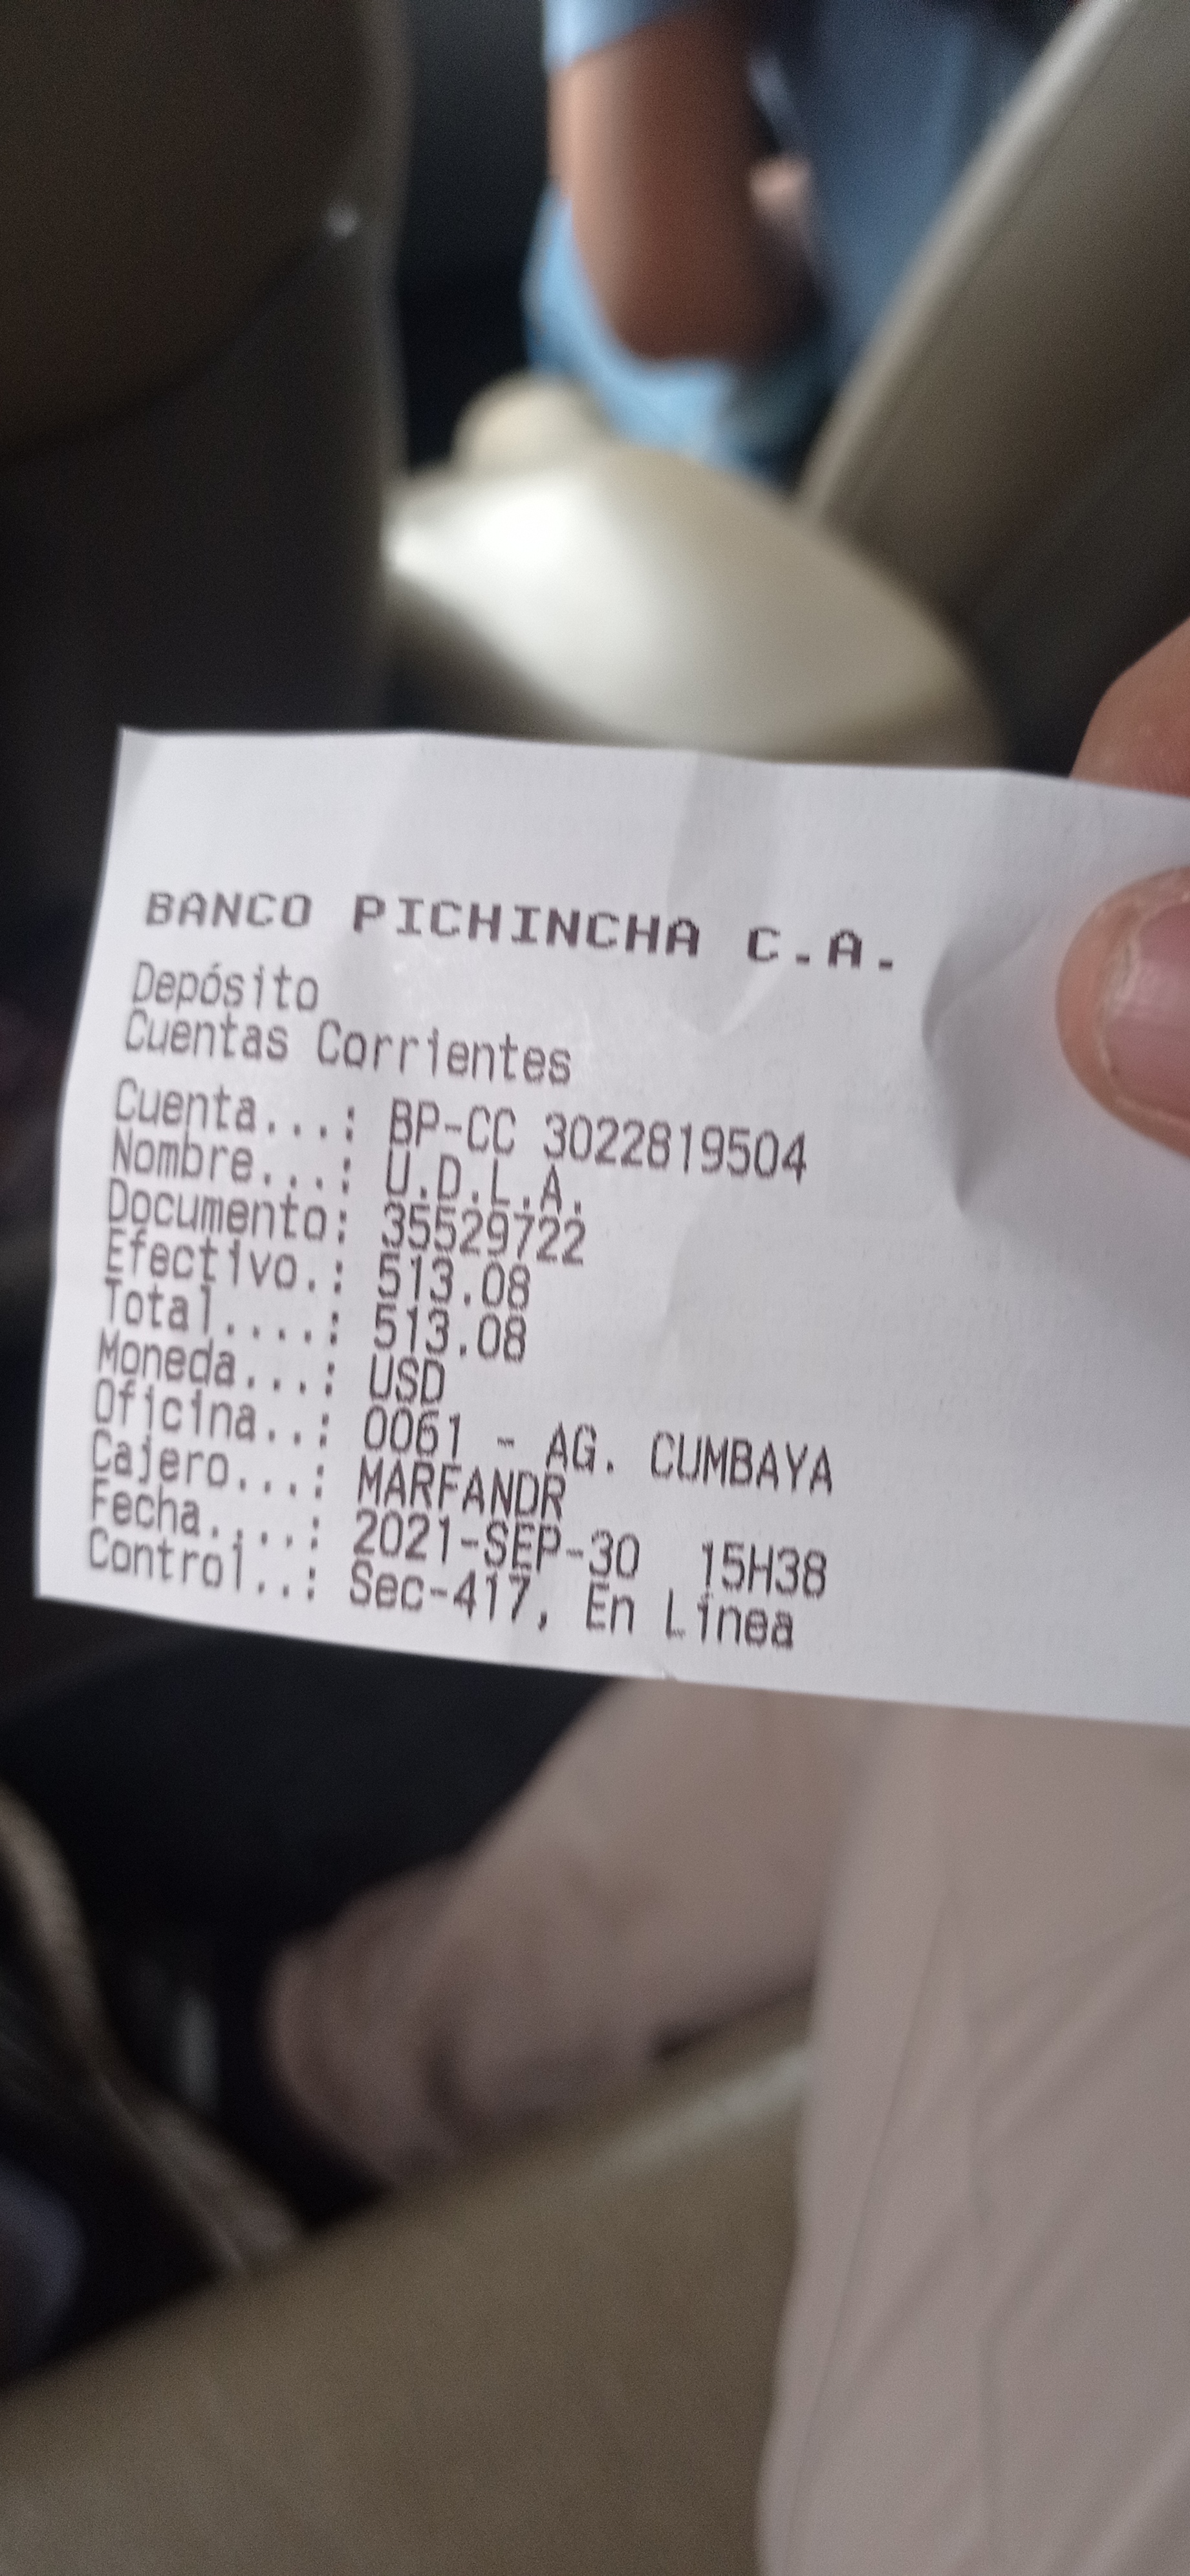 BANCO PICHINCHA C.A.
Depósito
Cuentas Corrientes
Cuenta...: BP-CC 3022819504
Nombre...: U.D.L.A.
Documento: 35529722
Efectivo.: 513.08
Total....: 513.08
Moneda...: USD
Oficina..: 0061 - AG. CUMBAYA
Cajero...: MARFANDR
Fecha....: 2021-SEP-30 15H38
Control..: Sec-417, En Línea